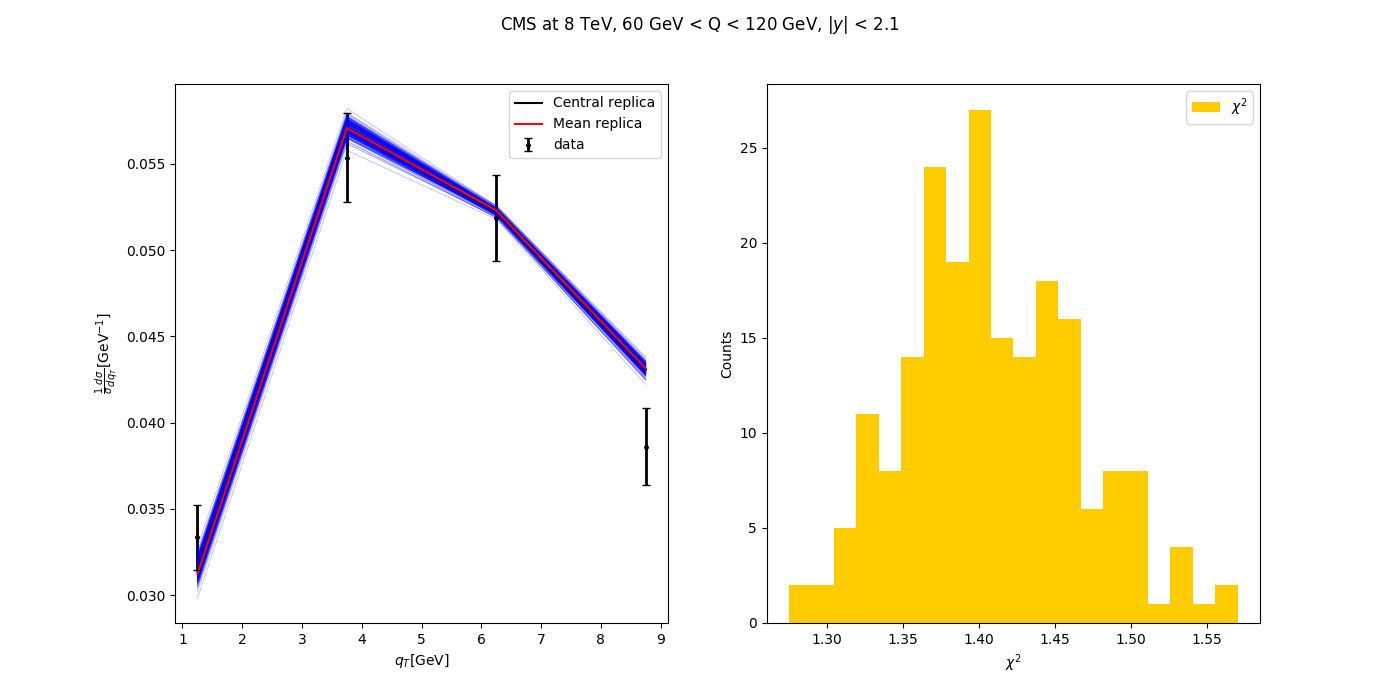 CMS at 8 TeV, 60 GeV < Q < 120 GeV, |y| < 2.1
Central replica
Mean replica
data
0.055
0.050
0.045
0.040
0.035
0.030
1 2 3 4 5 6 7 8 9
q_T[GeV]
\frac{1}{σ}\frac{dσ}{dq_T}[GeV⁻¹]
χ²
25
20
15
10
5
0
1.30 1.35 1.40 1.45 1.50 1.55
χ²
Counts